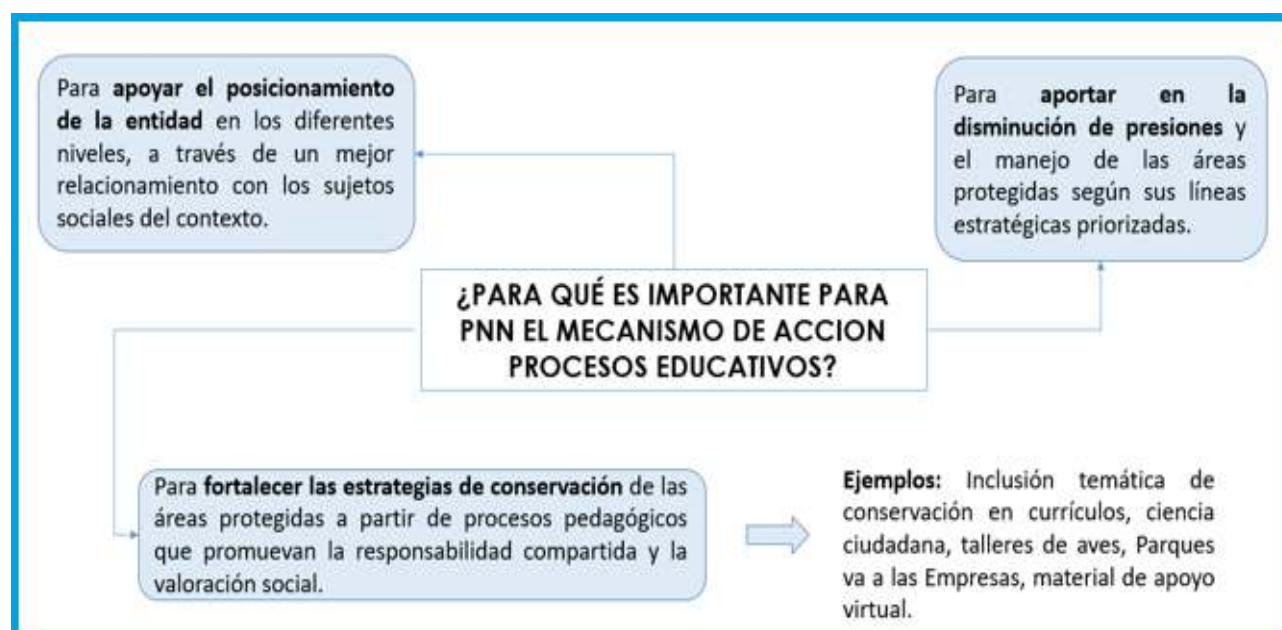 Para apoyar el posicionamiento
de la entidad en los diferentes
niveles, a través de un mejor
relacionamiento con los sujetos
sociales del contexto.
Para aportar en la
disminución de presiones y
el manejo de las áreas
protegidas según sus líneas
estratégicas priorizadas.
¿PARA QUÉ ES IMPORTANTE PARA
PNN EL MECANISMO DE ACCION
PROCESOS EDUCATIVOS?
Para fortalecer las estrategias de conservación de las
áreas protegidas a partir de procesos pedagógicos
que promuevan la responsabilidad compartida y la
valoración social.
Ejemplos: Inclusión temática de
conservación en currículos, ciencia
ciudadana, talleres de aves, Parques
va a las Empresas, material de apoyo
virtual.